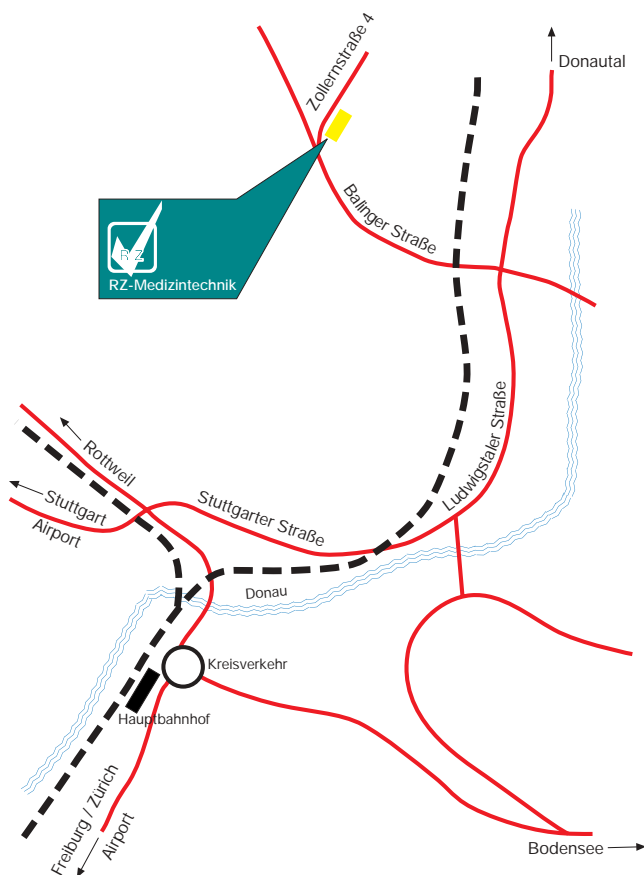 Donautal
Zollernstraße 4
Balinger Straße
RZ
RZ-Medizintechnik
Ludwigstaler Straße
Rottweil
Stuttgart
Airport
Stuttgarter Straße
Donau
Kreisverkehr
Hauptbahnhof
Freiburg / Zürich
Airport
Bodensee